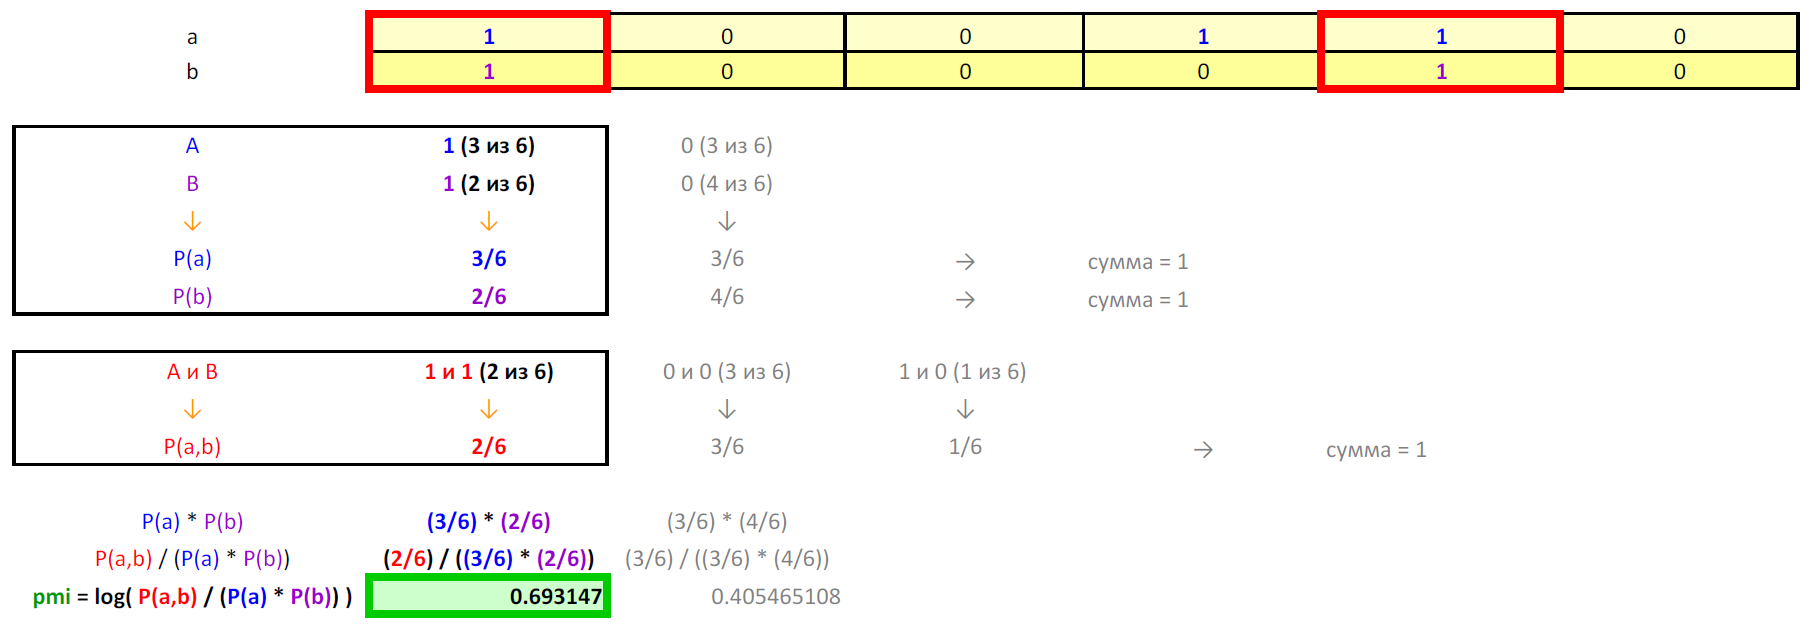 a 1 0 0 1 1 0
b 1 0 0 0 1 0
A 1 (3 из 6) 0 (3 из 6)
B 1 (2 из 6) 0 (4 из 6)
↓ ↓ ↓
P(a) 3/6 3/6 → сумма = 1
P(b) 2/6 4/6 → сумма = 1
А и В 1 и 1 (2 из 6) 0 и 0 (3 из 6) 1 и 0 (1 из 6)
↓ ↓ ↓ ↓
P(a,b) 2/6 3/6 1/6 → сумма = 1
P(a) * P(b) (3/6) * (2/6) (3/6) * (4/6)
P(a,b) / (P(a) * P(b)) (2/6) / ((3/6) * (2/6)) (3/6) / ((3/6) * (4/6))
pmi = log( P(a,b) / (P(a) * P(b)) ) 0.693147 0.405465108